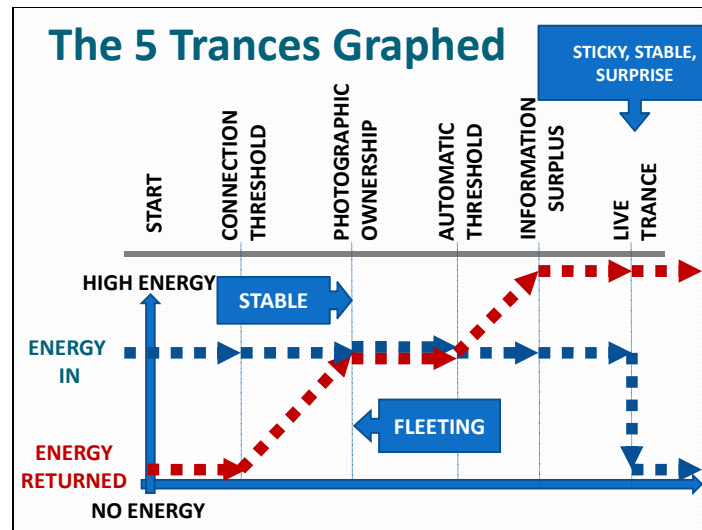 The 5 Trances Graphed
STICKY, STABLE,
SURPRISE
START
CONNECTION
THRESHOLD
PHOTOGRAPHIC
OWNERSHIP
AUTOMATIC
THRESHOLD
INFORMATION
SURPLUS
LIVE
TRANCE
HIGH ENERGY
STABLE
ENERGY
IN
FLEETING
ENERGY
RETURNED
NO ENERGY